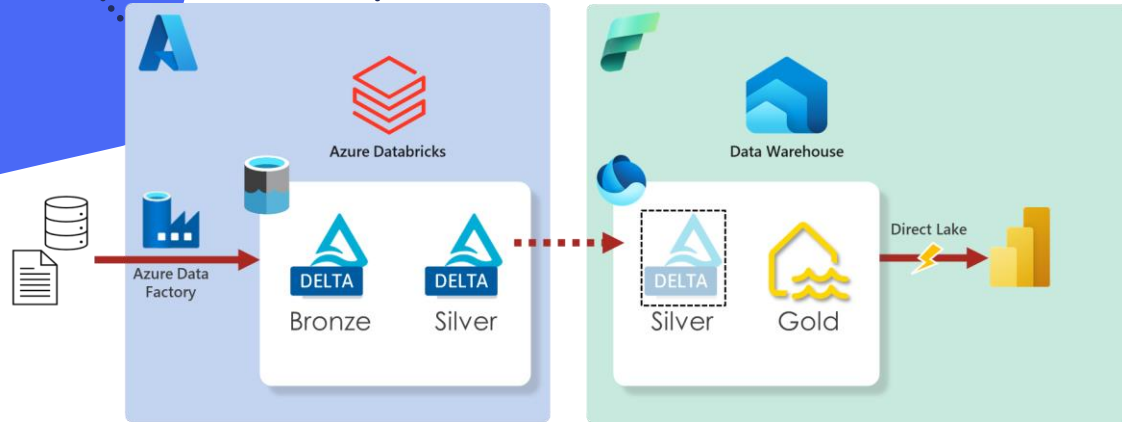 Azure Databricks
Data Warehouse
Direct Lake
Azure Data
Factory
DELTA
DELTA
DELTA
Bronze
Silver
Silver
Gold